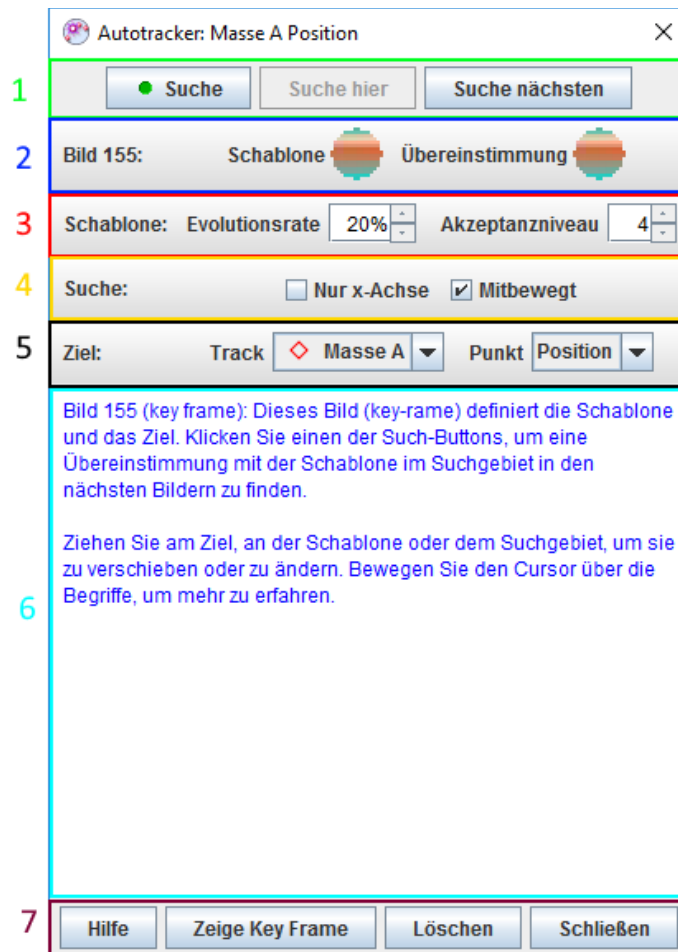 Autotracker: Masse A Position
1 Suche Suche hier Suche nächsten
2 Bild 155: Schablone Übereinstimmung
3 Schablone: Evolutionsrate 20% Akzeptanzniveau 4
4 Suche: Nur x-Achse Mitbewegt
5 Ziel: Track Masse A Punkt Position
Bild 155 (key frame): Dieses Bild (key-rame) definiert die Schablone
und das Ziel. Klicken Sie einen der Such-Buttons, um eine
Übereinstimmung mit der Schablone im Suchgebiet in den
nächsten Bildern zu finden.
Ziehen Sie am Ziel, an der Schablone oder dem Suchgebiet, um sie
zu verschieben oder zu ändern. Bewegen Sie den Cursor über die
Begriffe, um mehr zu erfahren.
6
7 Hilfe Zeige Key Frame Löschen Schließen